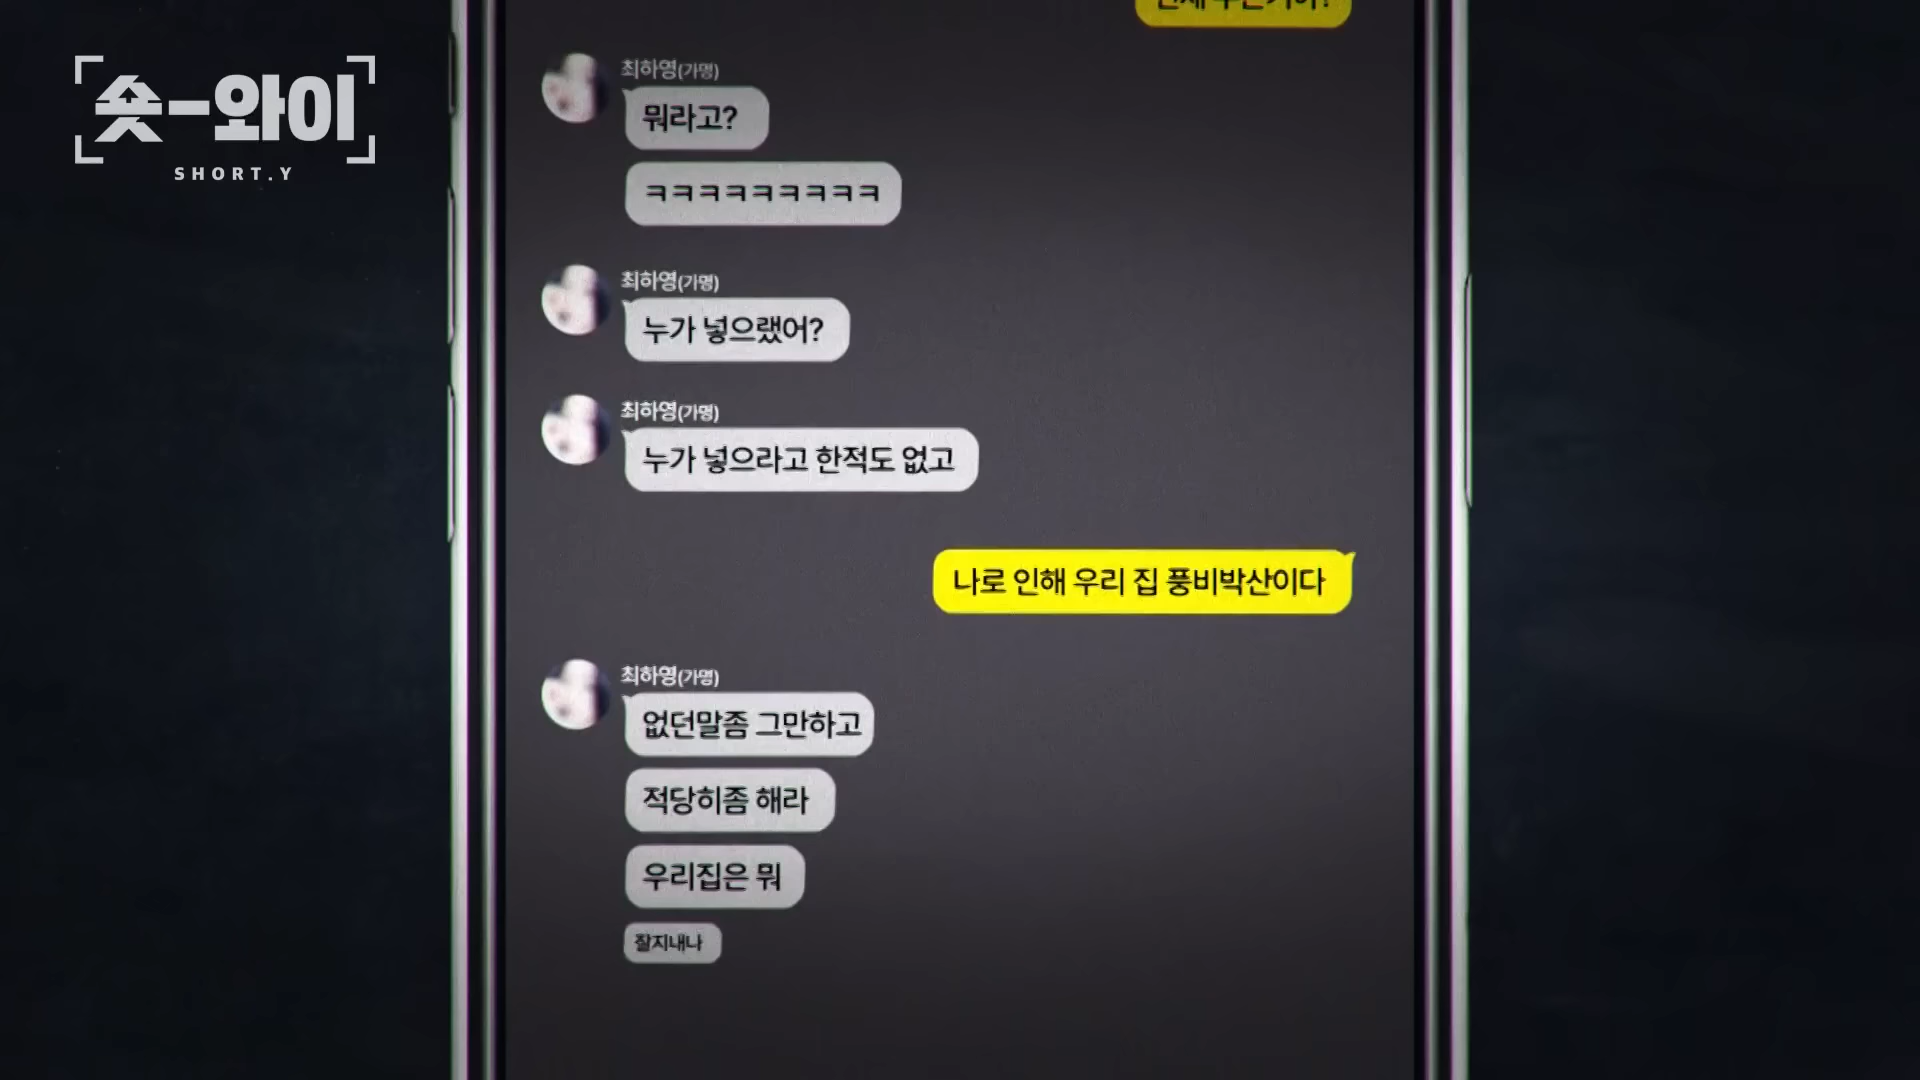 숏-와이
SHORT.Y
최하영(가명)
뭐라고?
ㅋㅋㅋㅋㅋㅋㅋㅋㅋ
최하영(가명)
누가 넣으랬어?
최하영(가명)
누가 넣으라고 한적도 없고
나로 인해 우리 집 풍비박산이다
최하영(가명)
없던말좀 그만하고
적당히좀 해라
우리집은 뭐
잘지내나